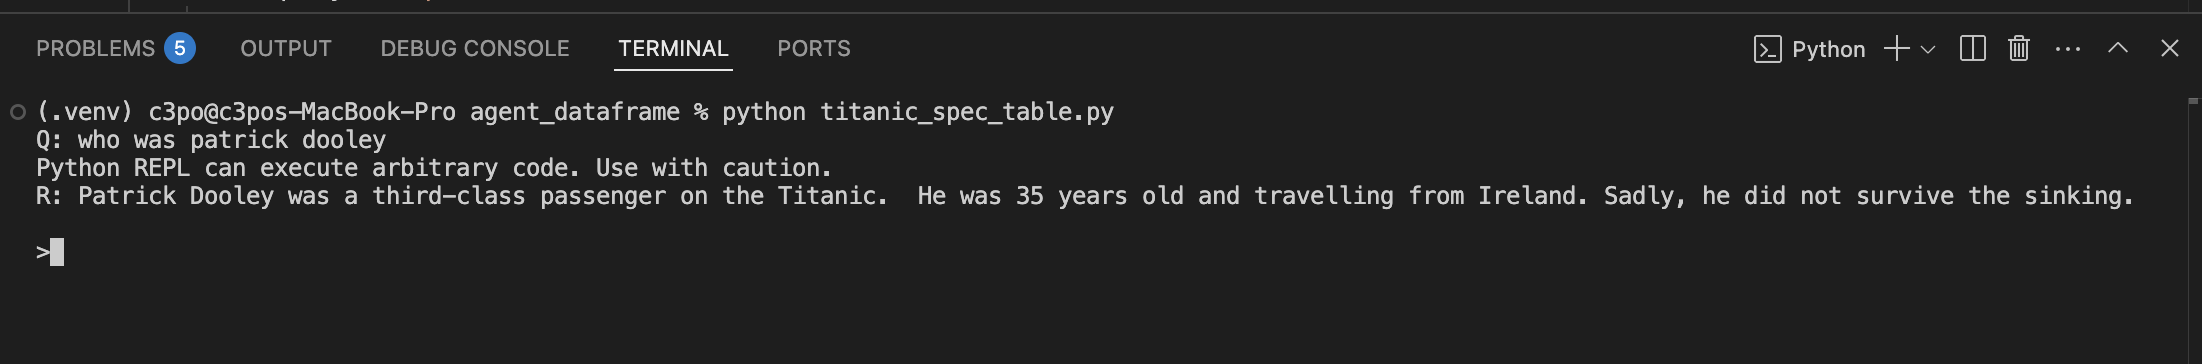 PROBLEMS 5 OUTPUT DEBUG CONSOLE TERMINAL PORTS Python
(.venv) c3po@c3pos-MacBook-Pro agent_dataframe % python titanic_spec_table.py
Q: who was patrick dooley
Python REPL can execute arbitrary code. Use with caution.
R: Patrick Dooley was a third-class passenger on the Titanic.  He was 35 years old and travelling from Ireland. Sadly, he did not survive the sinking.
>